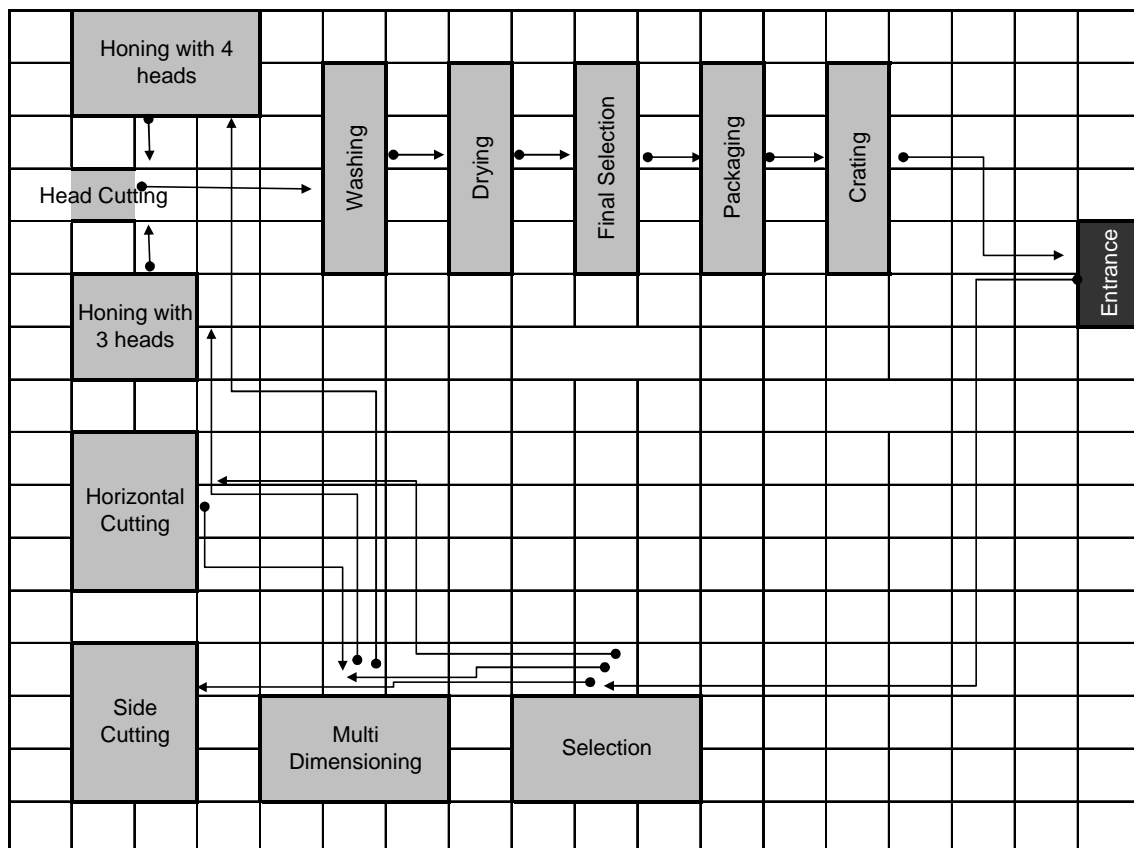 Honing with 4
heads
Washing
Drying
Final Selection
Packaging
Crating
Head Cutting
Entrance
Honing with
3 heads
Horizontal
Cutting
Side
Cutting
Multi
Dimensioning
Selection